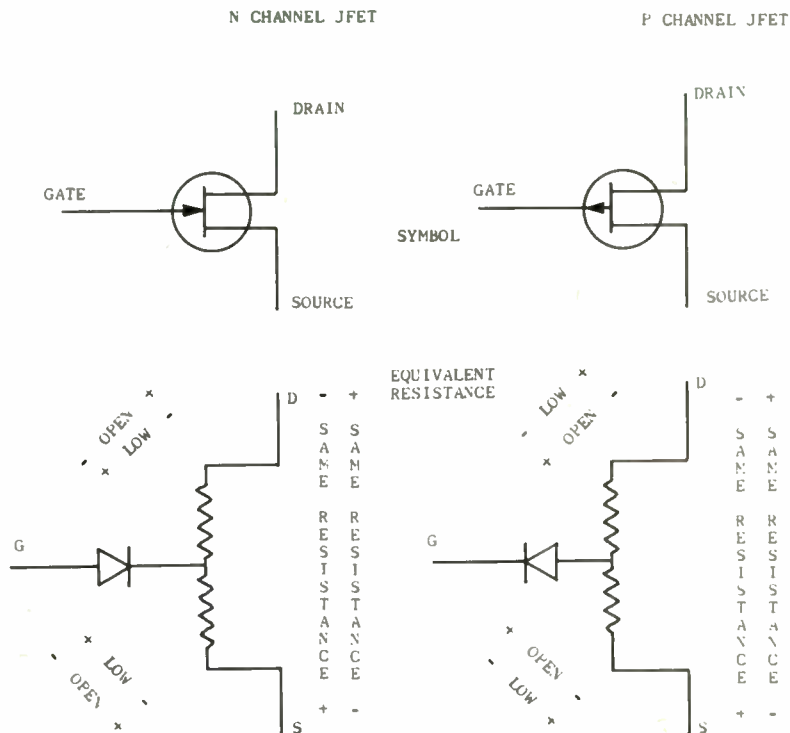 N CHANNEL JFET
P CHANNEL JFET
DRAIN
GATE
SOURCE
SYMBOL
DRAIN
GATE
SOURCE
EQUIVALENT
RESISTANCE
- OPEN x
x LOW -
D
- SAME RESISTANCE +
+ SAME RESISTANCE -
G
x LOW -
- OPEN x
S
- LOW x
x OPEN -
D
- SAME RESISTANCE +
+ SAME RESISTANCE -
G
x OPEN -
- LOW x
S